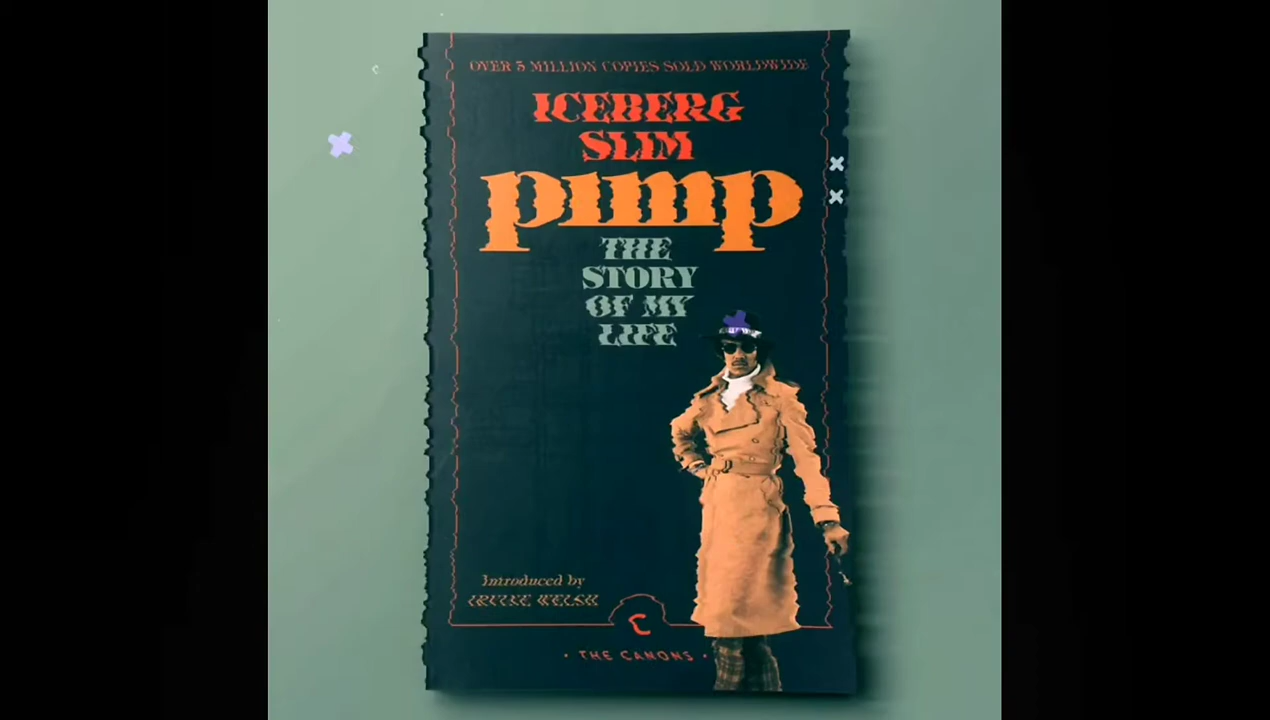 OVER 5 MILLION COPIES SOLD WORLDWIDE
ICEBERG
SLIM
pimp
THE
STORY
OF MY
LIFE
Introduced by
IRVINE WELSH
C
· THE CANONS ·